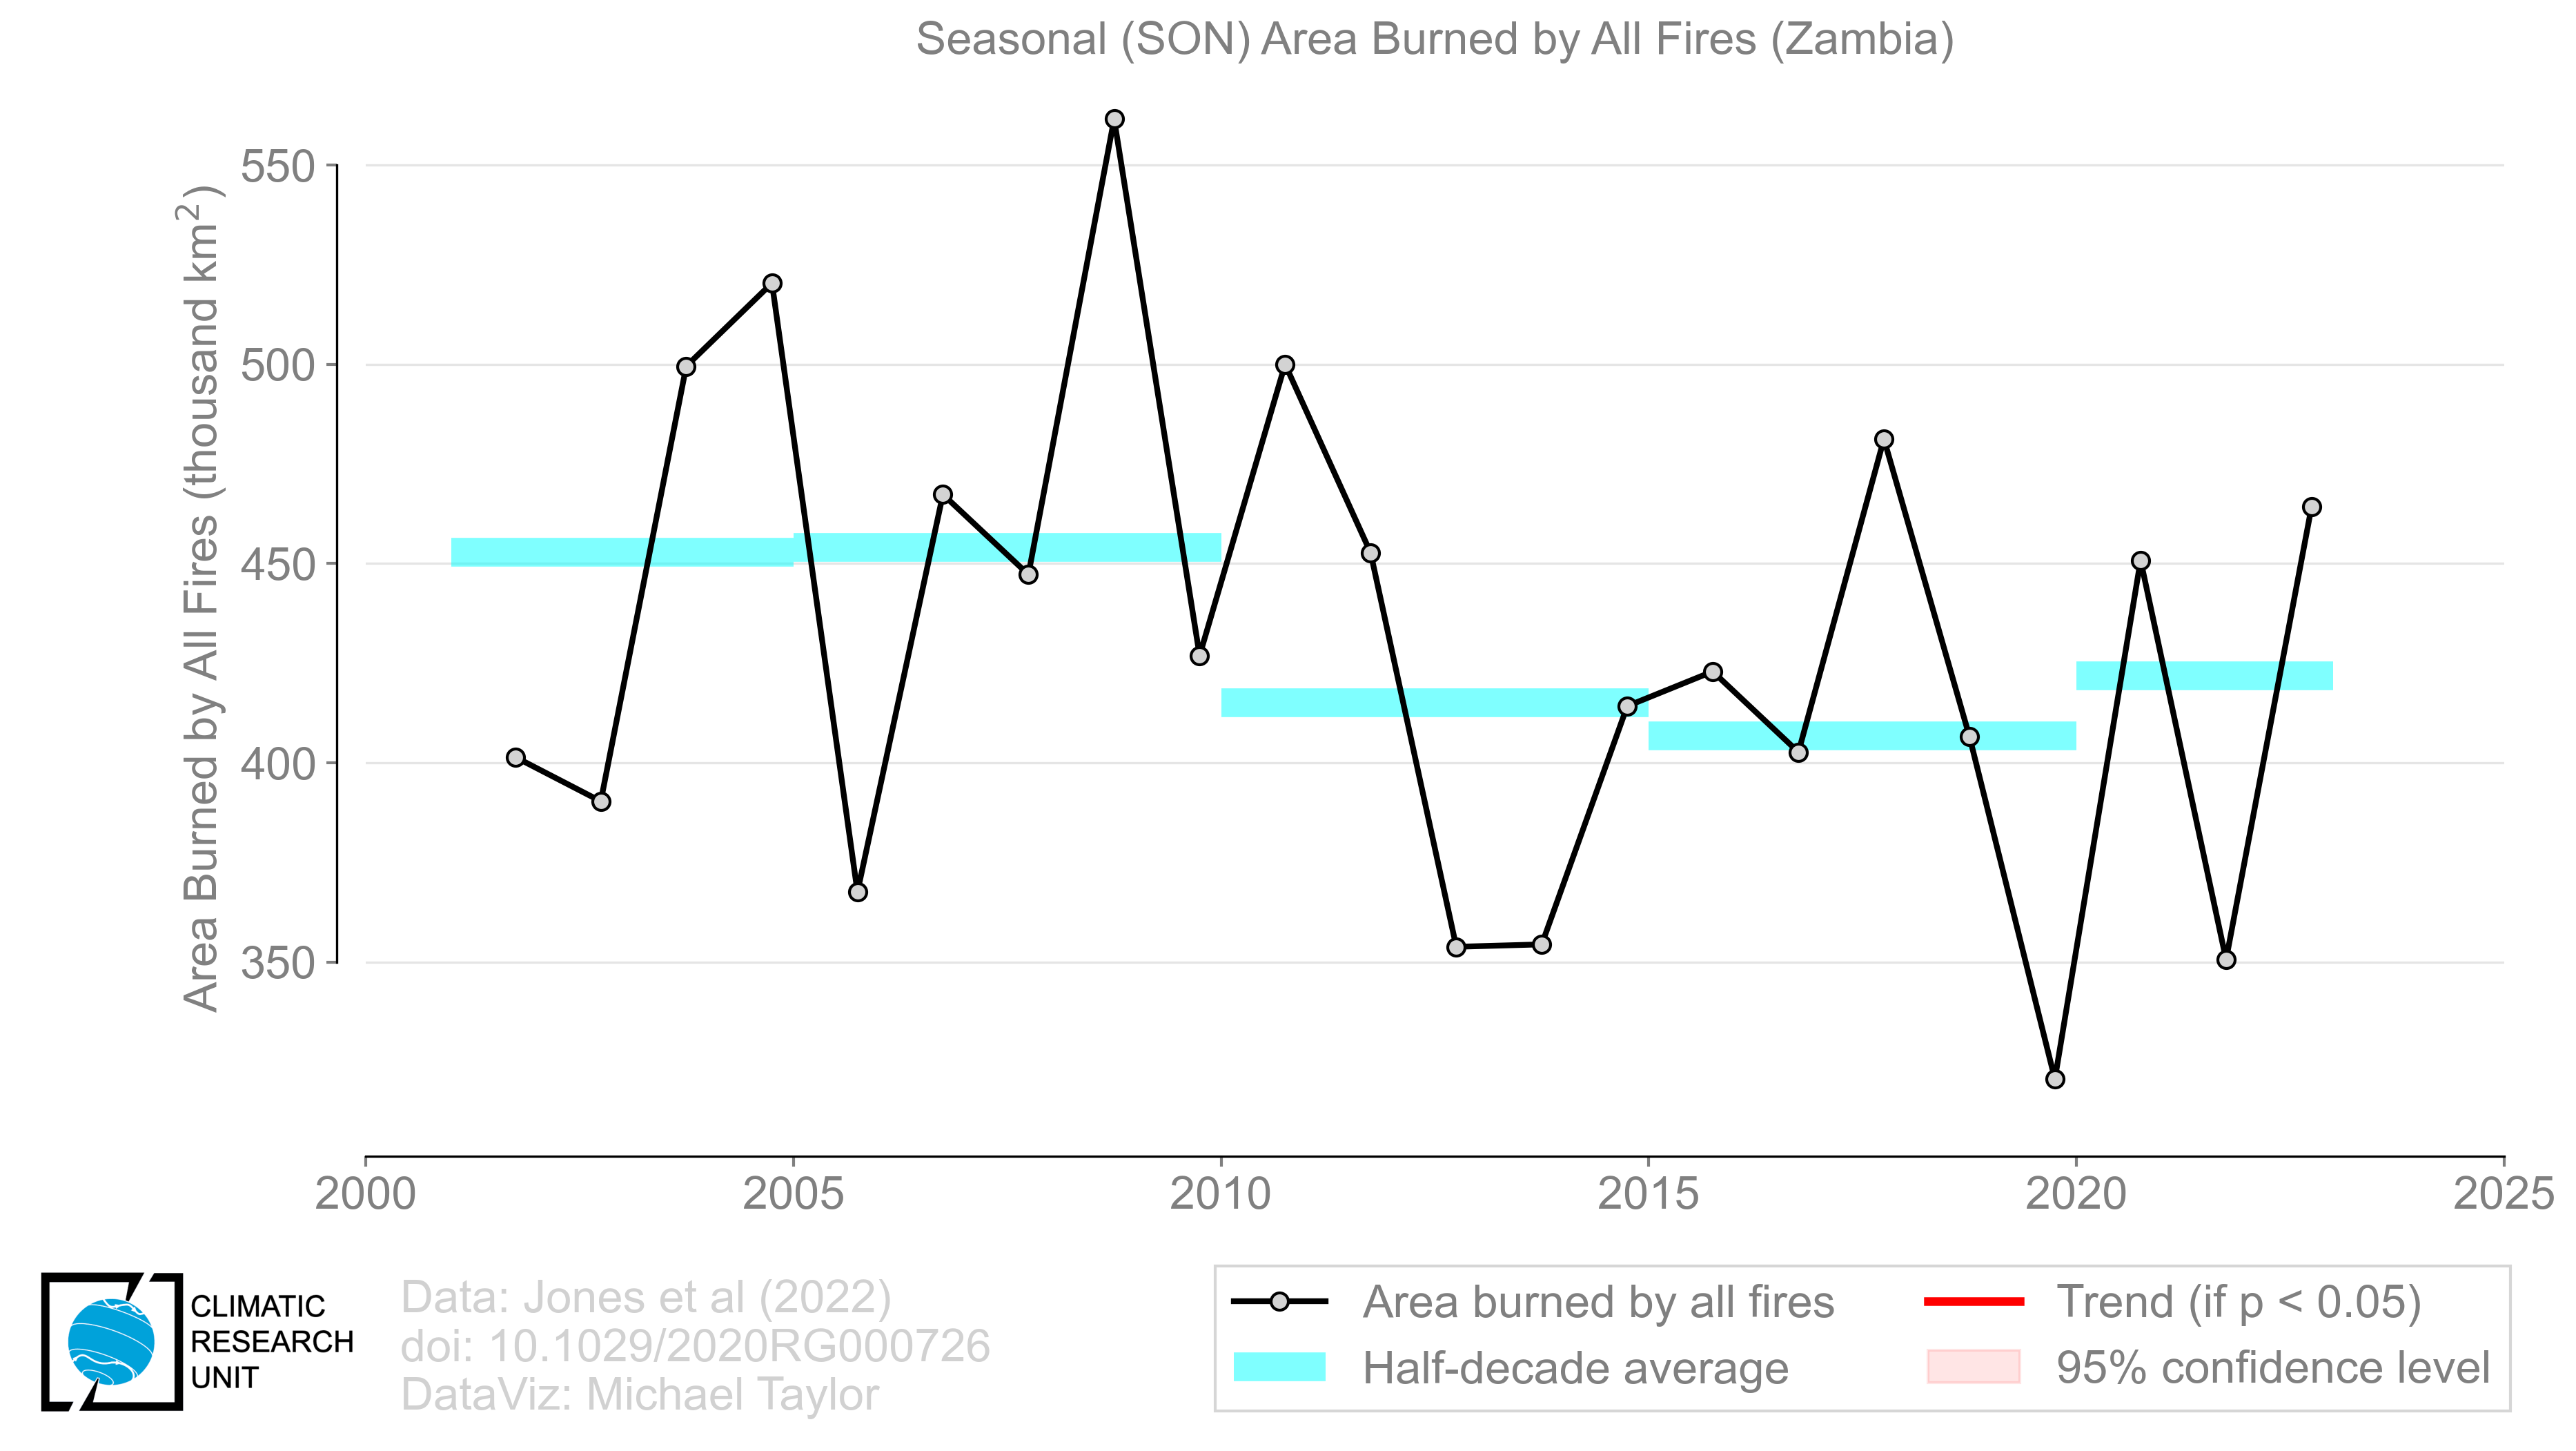 Seasonal (SON) Area Burned by All Fires (Zambia)
Area Burned by All Fires (thousand km²)
550
500
450
400
350
2000
2005
2010
2015
2020
2025
CLIMATIC
RESEARCH
UNIT
Data: Jones et al (2022)
doi: 10.1029/2020RG000726
DataViz: Michael Taylor
Area burned by all fires
Half-decade average
Trend (if p < 0.05)
95% confidence level